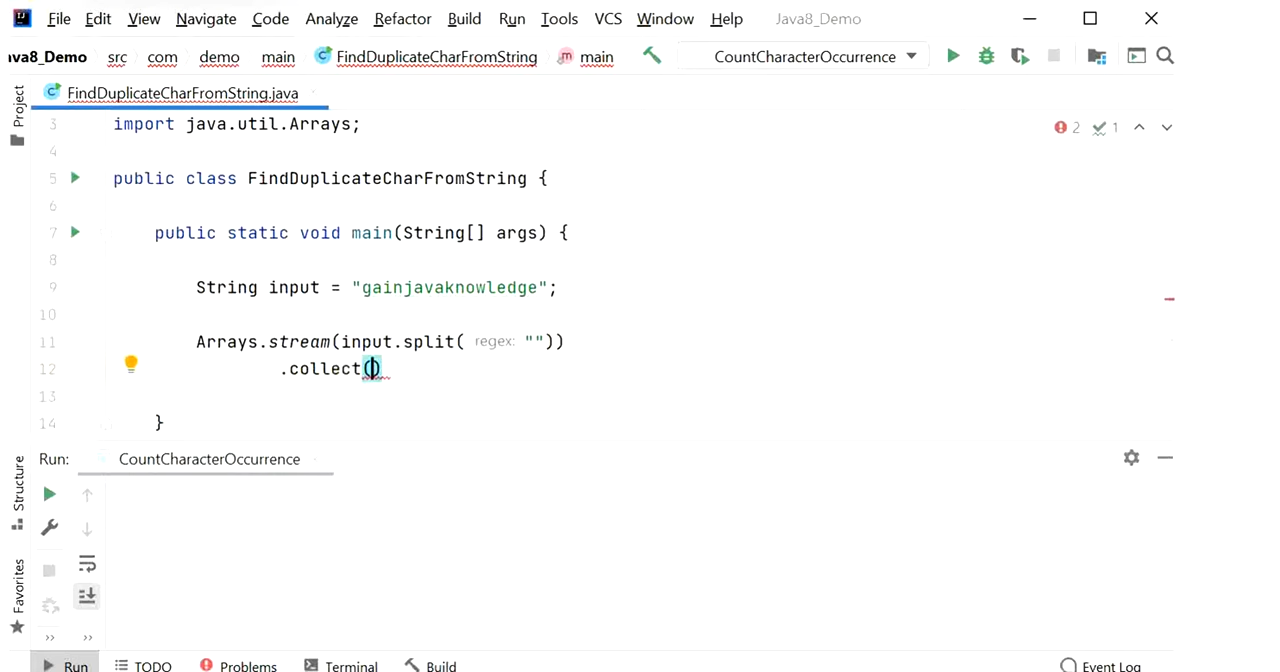 File Edit View Navigate Code Analyze Refactor Build Run Tools VCS Window Help Java8_Demo
ava8_Demo src com demo main FindDuplicateCharFromString main CountCharacterOccurrence
FindDuplicateCharFromString.java
Project
3 import java.util.Arrays;
2 1
4
5 public class FindDuplicateCharFromString {
6
7 public static void main(String[] args) {
8
9 String input = "gainjavaknowledge";
10
11 Arrays.stream(input.split( regex: ""))
12 .collect()
13
14 }
Run: CountCharacterOccurrence
Structure
Favorites
>> >>
Run TODO Problems Terminal Build Event Log